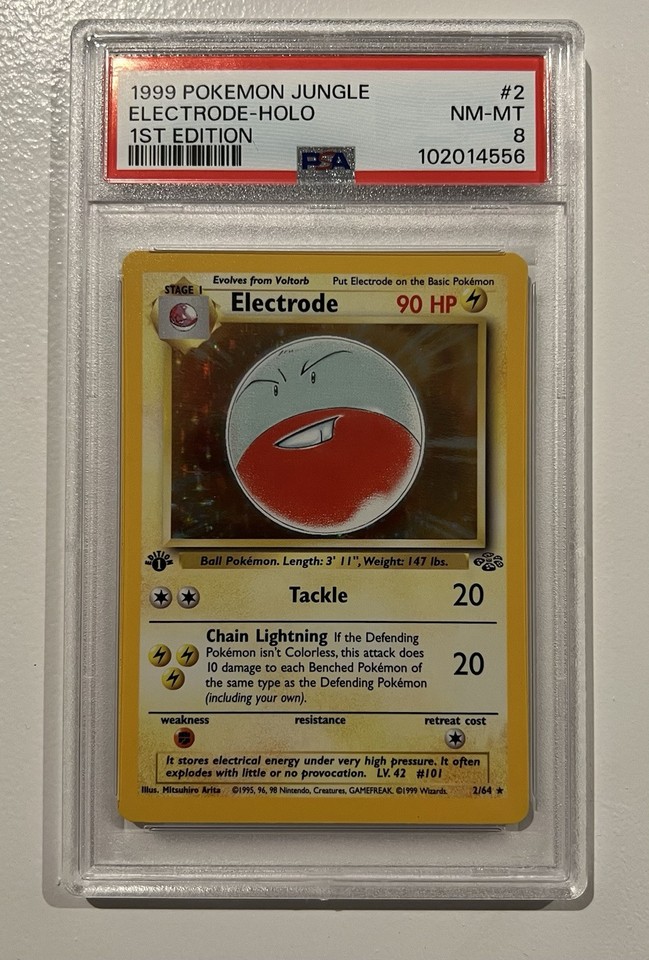 1999 POKEMON JUNGLE #2
ELECTRODE-HOLO NM-MT
1ST EDITION 8
PSA 102014556
Evolves from Voltorb Put Electrode on the Basic Pokémon
STAGE 1
Electrode 90 HP
EDITION
1
Ball Pokémon. Length: 3' 11", Weight: 147 lbs.
Tackle 20
Chain Lightning If the Defending
Pokémon isn't Colorless, this attack does
10 damage to each Benched Pokémon of
the same type as the Defending Pokémon
(including your own).
20
weakness resistance retreat cost
It stores electrical energy under very high pressure. It often
explodes with little or no provocation. LV. 42 #101
Illus. Mitsuhiro Arita ©1995, 96, 98 Nintendo, Creatures, GAMEFREAK. ©1999 Wizards. 2/64 ★